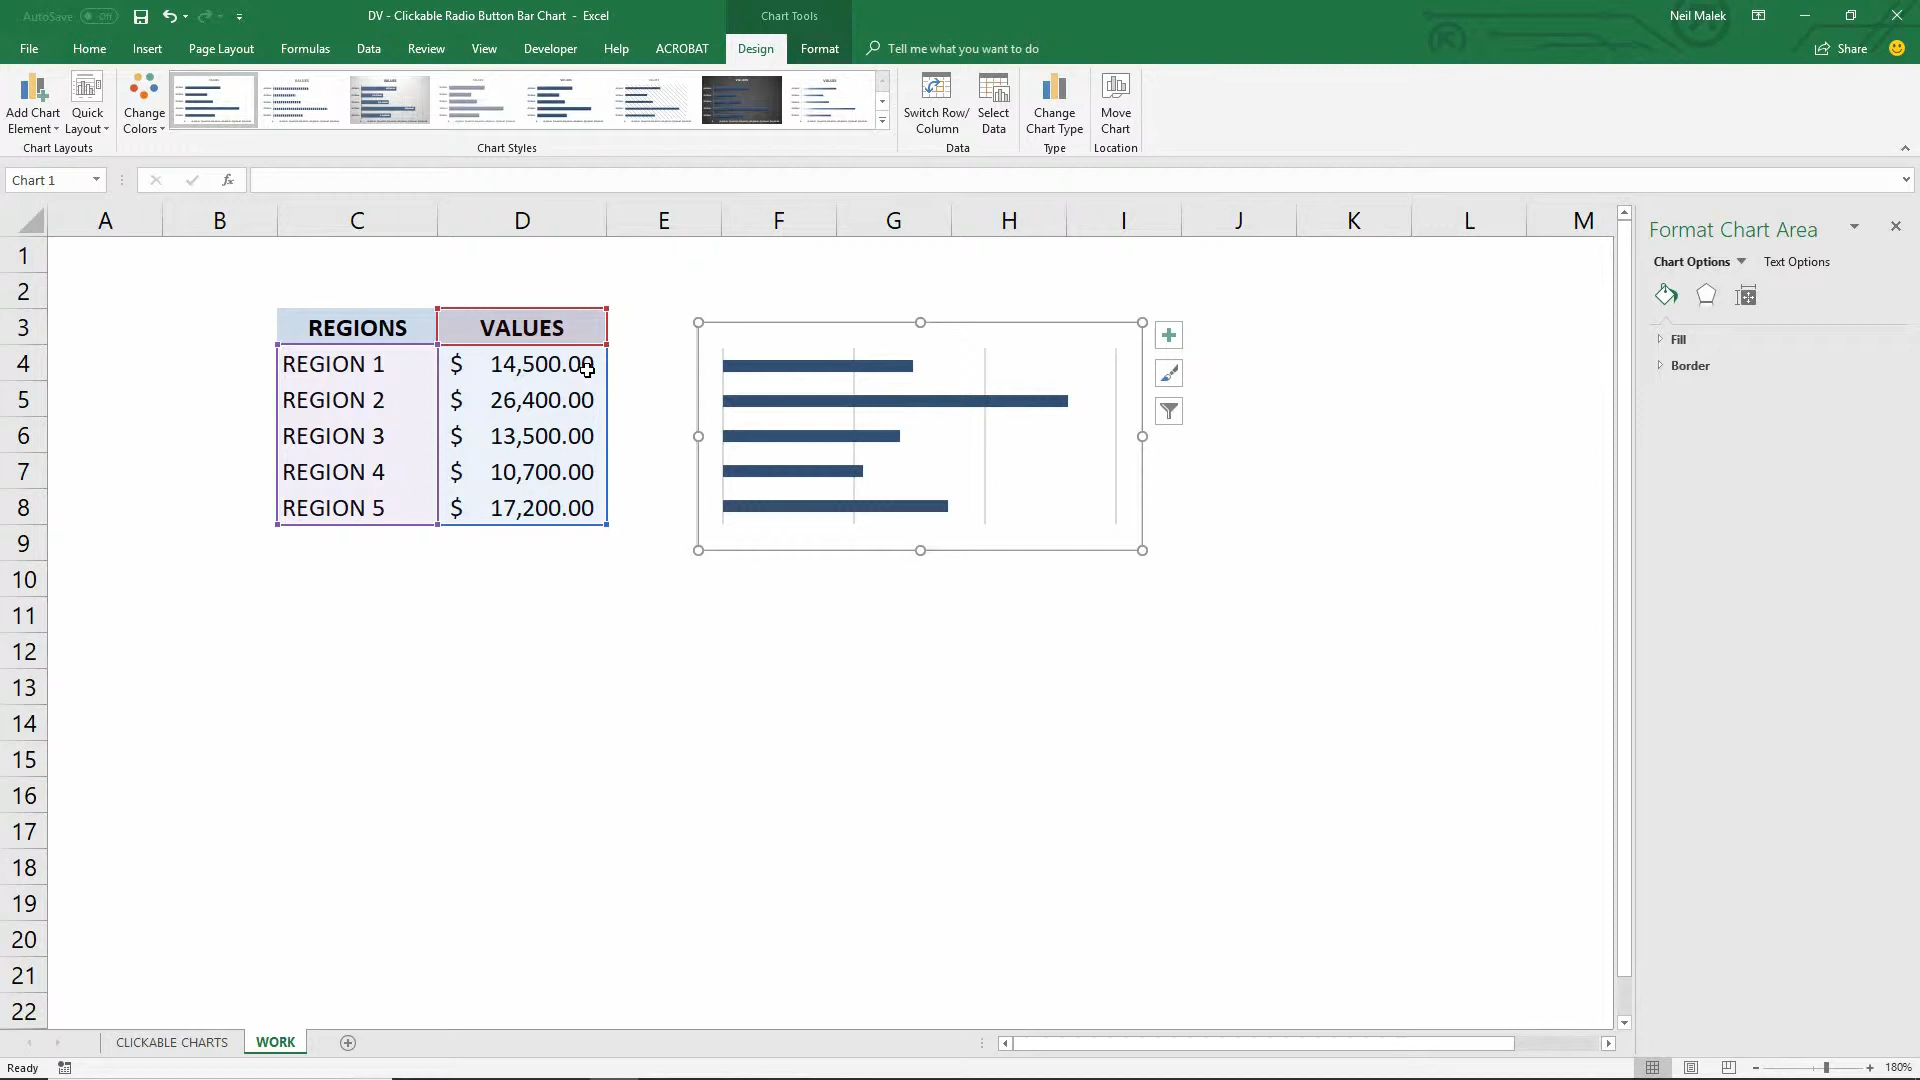 AutoSave Off
DV - Clickable Radio Button Bar Chart - Excel
Chart Tools
Neil Malek
File Home Insert Page Layout Formulas Data Review View Developer Help ACROBAT Design Format Tell me what you want to do Share
Add Chart Element
Quick Layout
Change Colors
Switch Row/ Column
Select Data
Change Chart Type
Move Chart
Chart Layouts Chart Styles Data Type Location
Chart 1
fx
A B C D E F G H I J K L M
Format Chart Area
Chart Options Text Options
Fill
Border
1
2
3 REGIONS VALUES
4 REGION 1 $ 14,500.00
5 REGION 2 $ 26,400.00
6 REGION 3 $ 13,500.00
7 REGION 4 $ 10,700.00
8 REGION 5 $ 17,200.00
9
10
11
12
13
14
15
16
17
18
19
20
21
22
CLICKABLE CHARTS WORK
Ready
180%